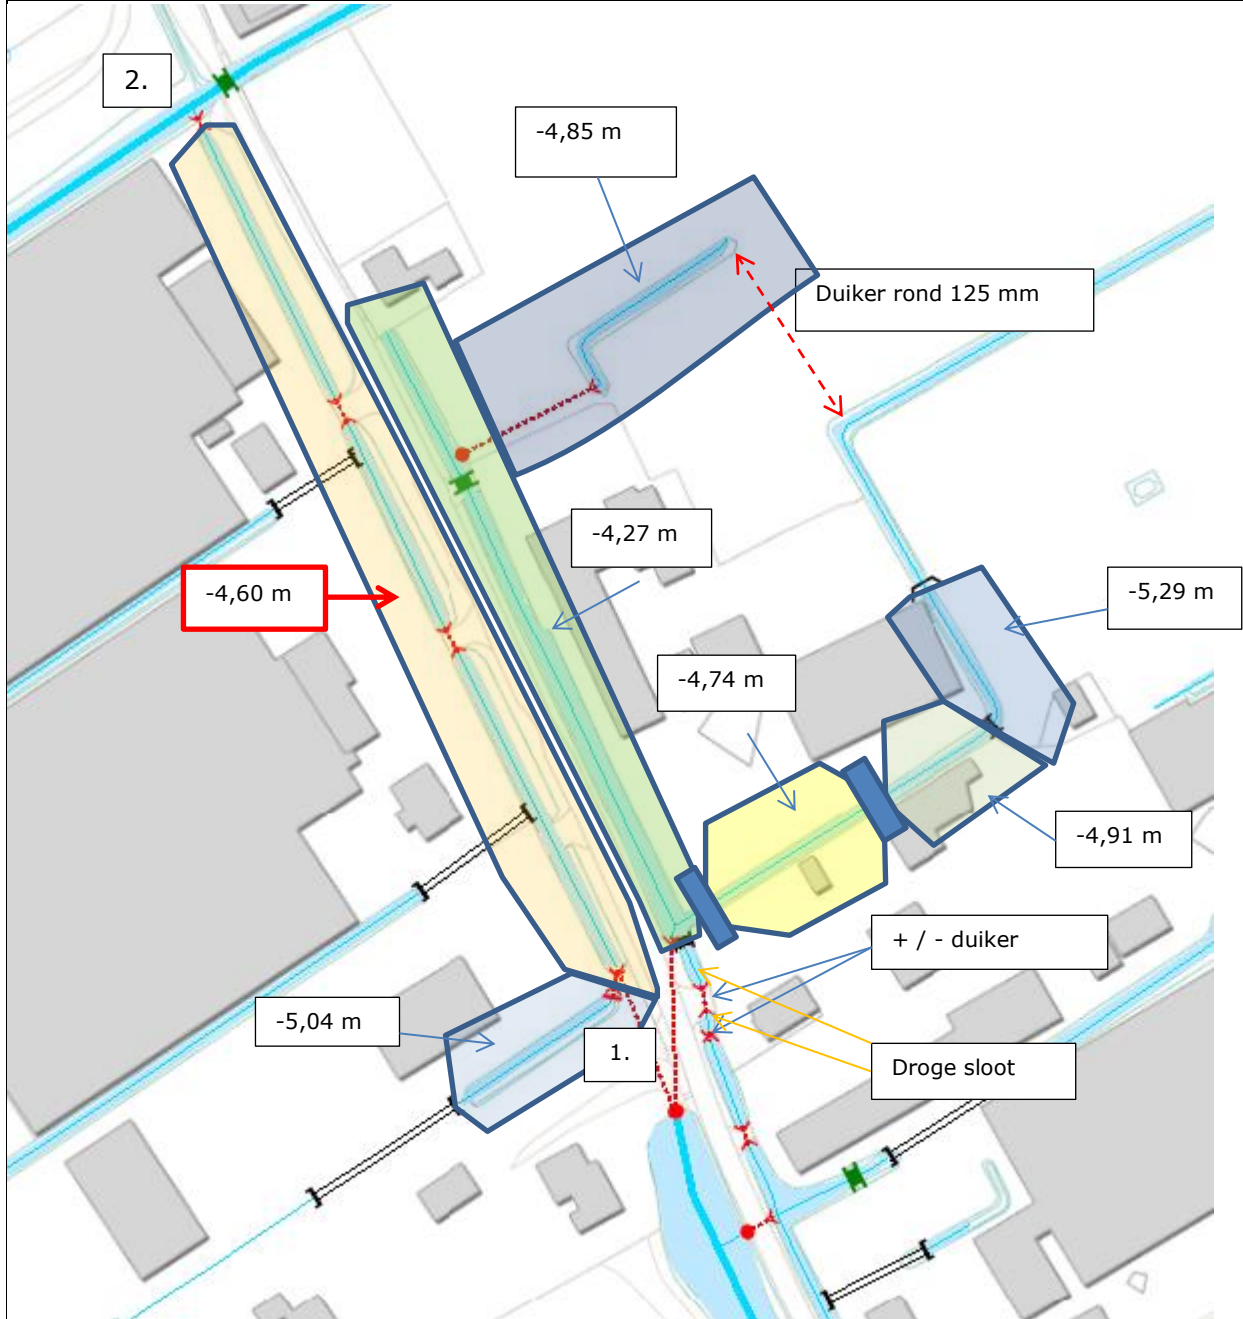 2.
-4,85 m
Duiker rond 125 mm
-4,27 m
-4,60 m
-5,29 m
-4,74 m
-4,91 m
+ / - duiker
-5,04 m
1.
Droge sloot